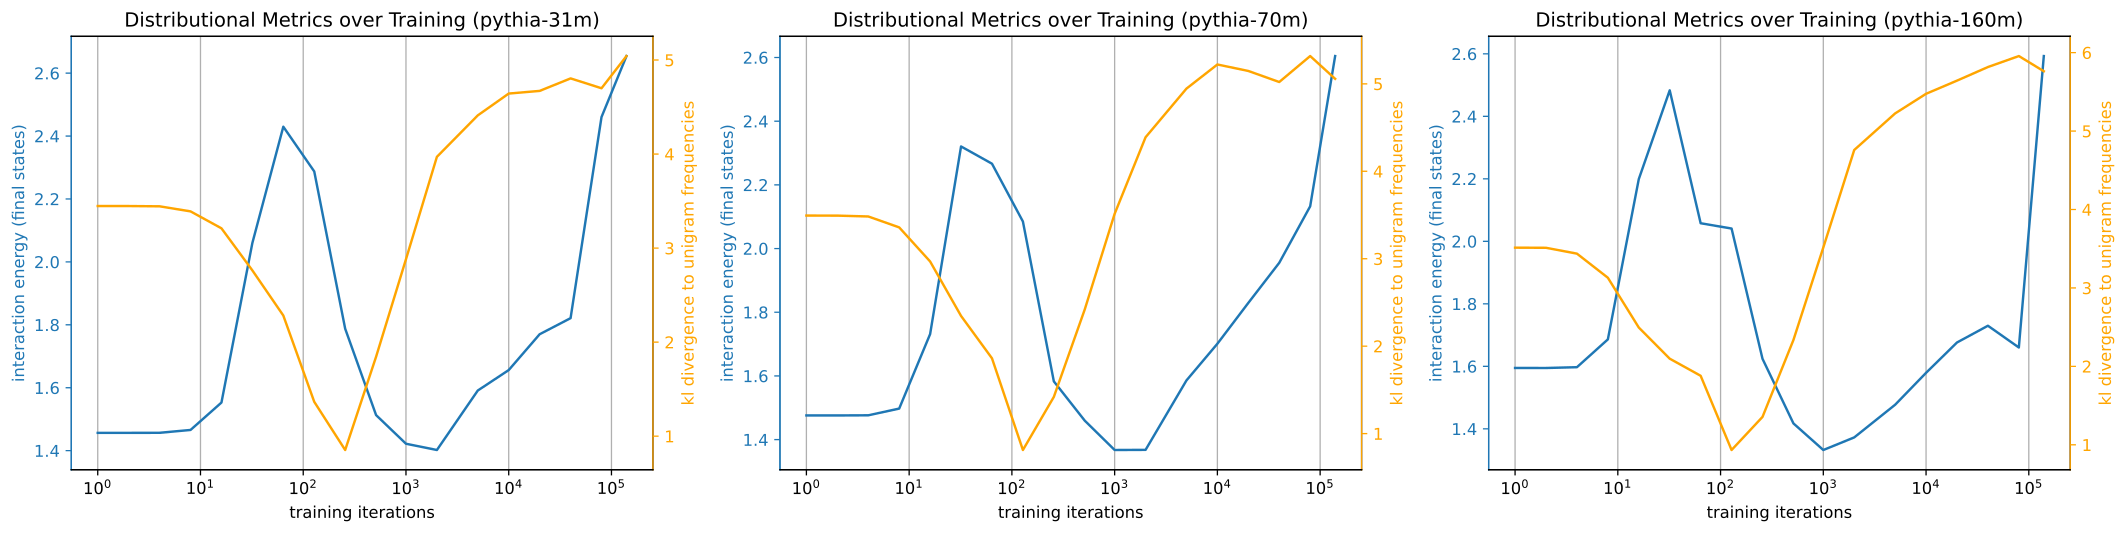 Distributional Metrics over Training (pythia-31m)
interaction energy (final states)
2.6
2.4
2.2
2.0
1.8
1.6
1.4
5
4
3
2
1
kl divergence to unigram frequencies
10⁰ 10¹ 10² 10³ 10⁴ 10⁵
training iterations
Distributional Metrics over Training (pythia-70m)
interaction energy (final states)
2.6
2.4
2.2
2.0
1.8
1.6
1.4
5
4
3
2
1
kl divergence to unigram frequencies
10⁰ 10¹ 10² 10³ 10⁴ 10⁵
training iterations
Distributional Metrics over Training (pythia-160m)
interaction energy (final states)
2.6
2.4
2.2
2.0
1.8
1.6
1.4
6
5
4
3
2
1
kl divergence to unigram frequencies
10⁰ 10¹ 10² 10³ 10⁴ 10⁵
training iterations